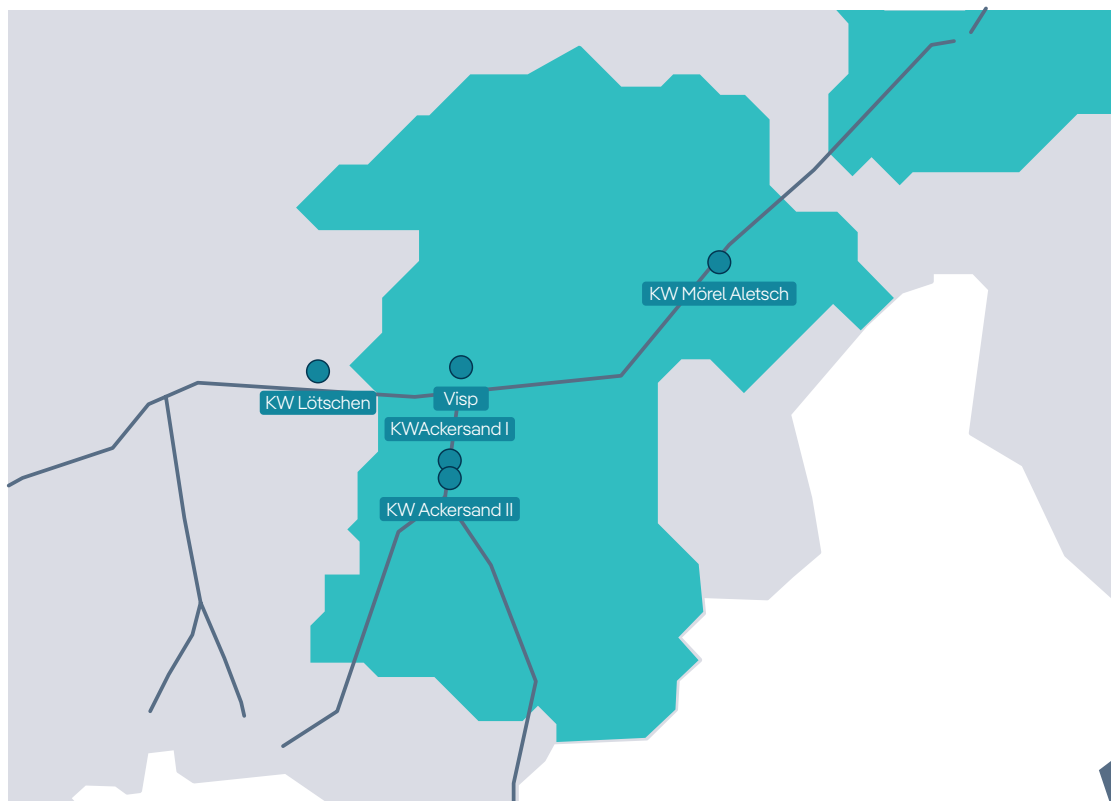 KW Mörel Aletsch
KW Lötschen
Visp
KWAckersand I
KW Ackersand II